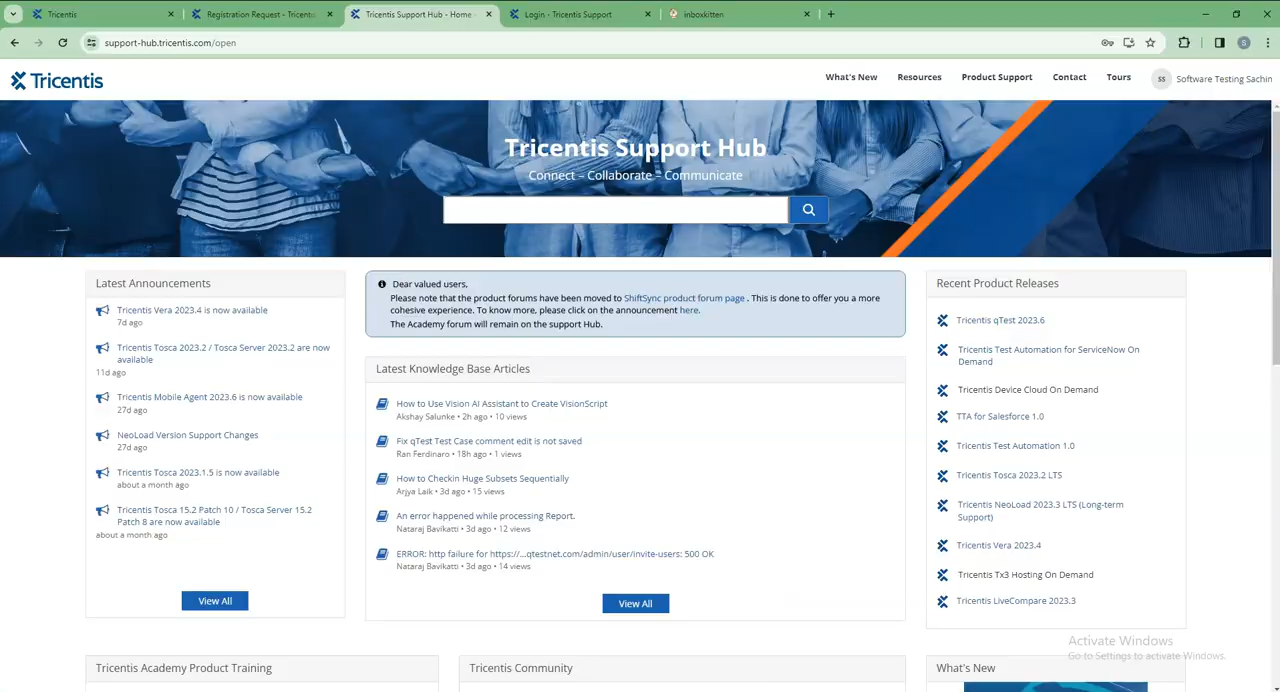 Tricentis
Registration Request - Tricentis
Tricentis Support Hub - Home -
Login - Tricentis Support
inboxkitten
support-hub.tricentis.com/open
S
Tricentis
What's New
Resources
Product Support
Contact
Tours
SS
Software Testing Sachin
Tricentis Support Hub
Connect – Collaborate – Communicate
Latest Announcements
Tricentis Vera 2023.4 is now available
7d ago
Tricentis Tosca 2023.2 / Tosca Server 2023.2 are now
available
11d ago
Tricentis Mobile Agent 2023.6 is now available
27d ago
NeoLoad Version Support Changes
27d ago
Tricentis Tosca 2023.1.5 is now available
about a month ago
Tricentis Tosca 15.2 Patch 10 / Tosca Server 15.2
Patch 8 are now available
about a month ago
View All
Dear valued users,
Please note that the product forums have been moved to ShiftSync product forum page . This is done to offer you a more
cohesive experience. To know more, please click on the announcement here.
The Academy forum will remain on the support Hub.
Latest Knowledge Base Articles
How to Use Vision AI Assistant to Create VisionScript
Akshay Salunke • 2h ago • 10 views
Fix qTest Test Case comment edit is not saved
Ran Ferdinaro • 18h ago • 1 views
How to Checkin Huge Subsets Sequentially
Arjya Laik • 3d ago • 15 views
An error happened while processing Report.
Nataraj Bavikatti • 3d ago • 12 views
ERROR: http failure for https://...qtestnet.com/admin/user/invite-users: 500 OK
Nataraj Bavikatti • 3d ago • 14 views
View All
Recent Product Releases
Tricentis qTest 2023.6
Tricentis Test Automation for ServiceNow On
Demand
Tricentis Device Cloud On Demand
TTA for Salesforce 1.0
Tricentis Test Automation 1.0
Tricentis Tosca 2023.2 LTS
Tricentis NeoLoad 2023.3 LTS (Long-term
Support)
Tricentis Vera 2023.4
Tricentis Tx3 Hosting On Demand
Tricentis LiveCompare 2023.3
Activate Windows
Go to Settings to activate Windows.
Tricentis Academy Product Training
Tricentis Community
What's New